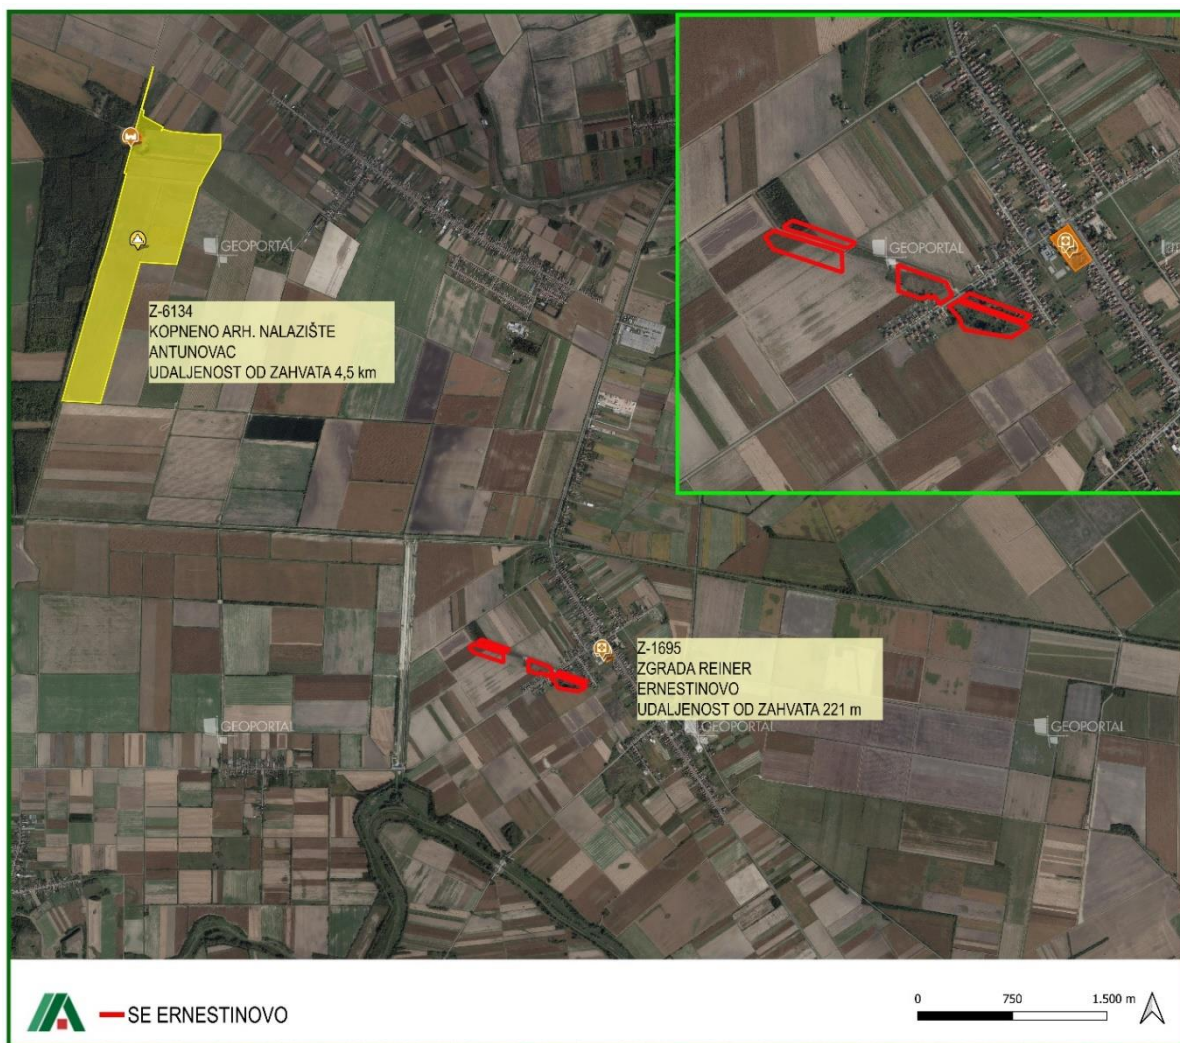 GEOPORTAL
GEOPORTAL
Z-6134
KOPNENO ARH. NALAZIŠTE
ANTUNOVAC
UDALJENOST OD ZAHVATA 4,5 km
Z-1695
ZGRADA REINER
ERNESTINOVO
UDALJENOST OD ZAHVATA 221 m
GEOPORTAL
GEOPORTAL
GEOPORTAL
SE ERNESTINOVO
0 750 1.500 m